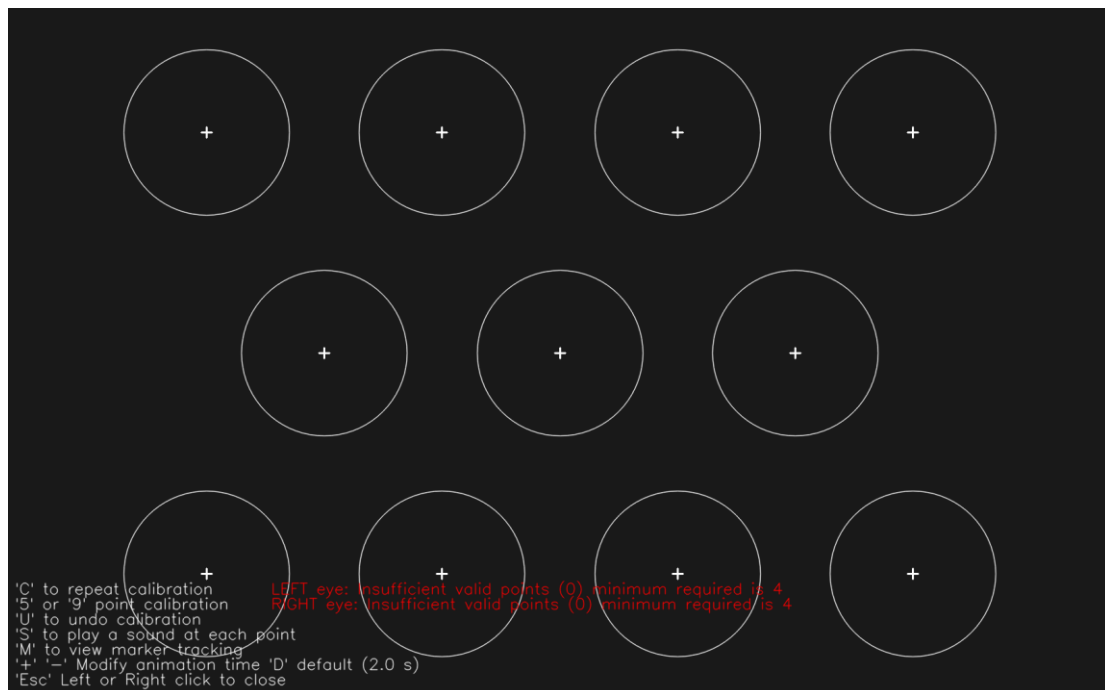 'C' to repeat calibration
LEFT eye: Insufficient valid points (0) minimum required is 4
'5' or '9' point calibration
RIGHT eye: Insufficient valid points (0) minimum required is 4
'U' to undo calibration
'S' to play a sound at each point
'M' to view marker tracking
'+' '-' Modify animation time 'D' default (2.0 s)
'Esc' Left or Right click to close